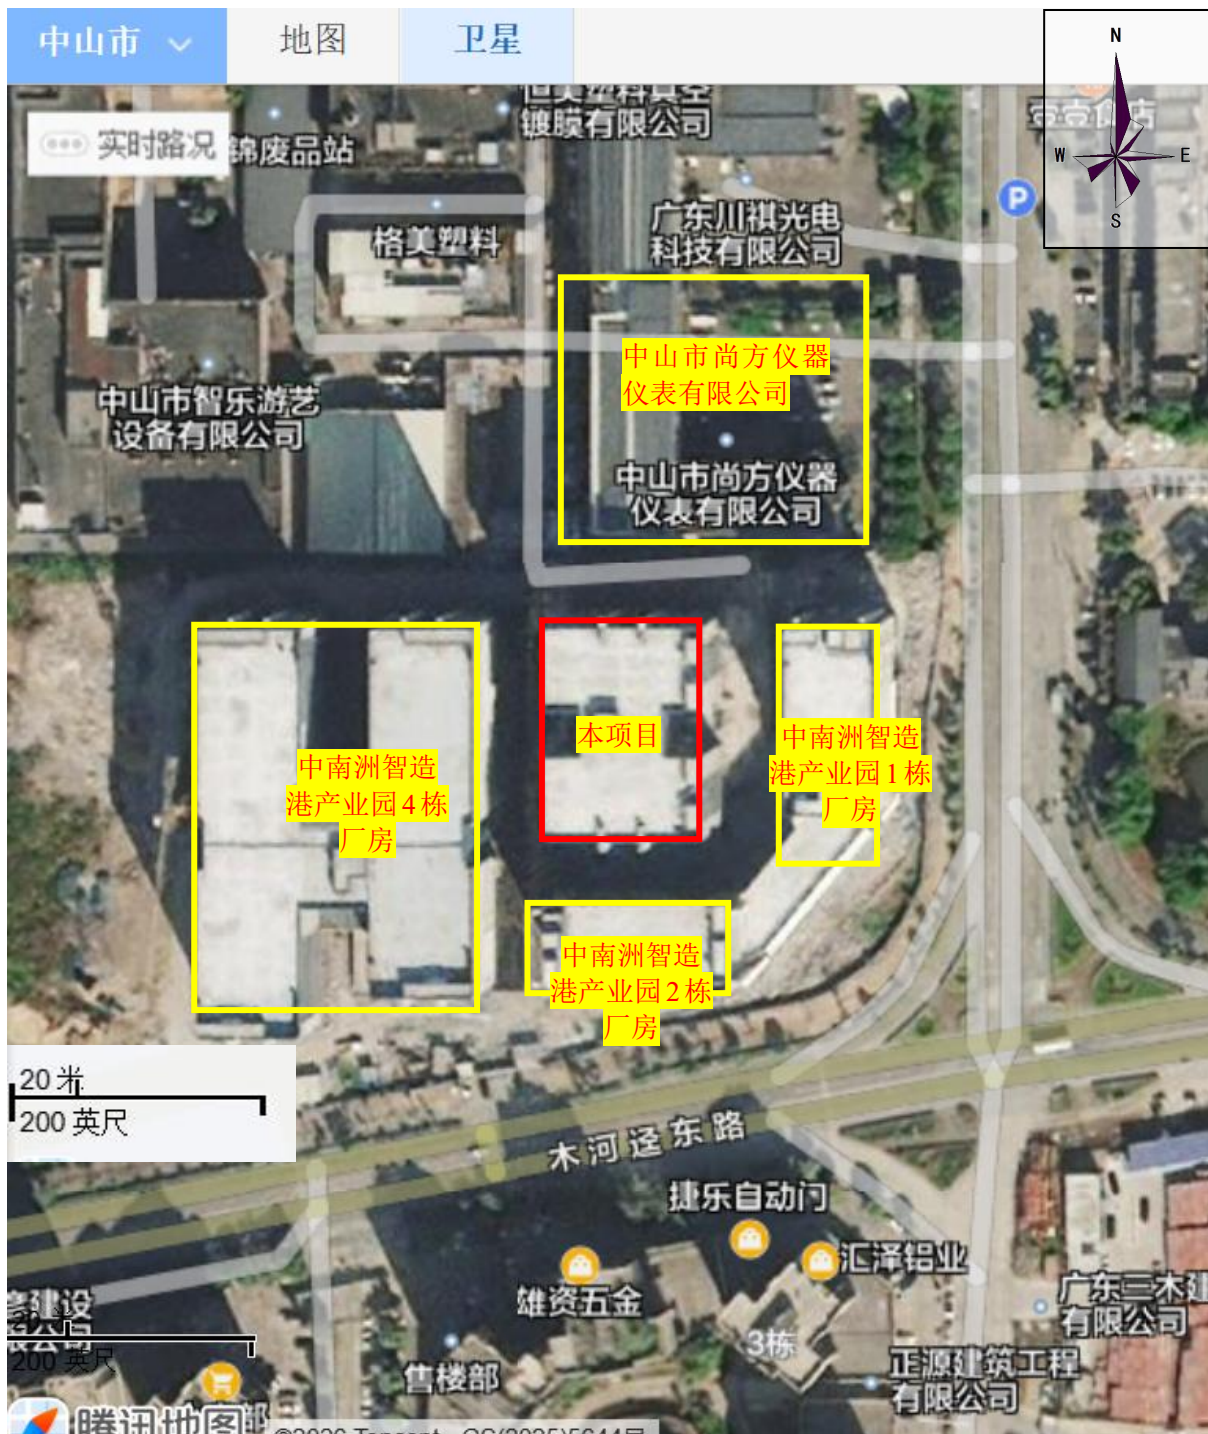 中山市
地图
卫星
N
W
E
S
实时路况
锦废品站
镀膜有限公司
格美塑料
广东川祺光电
科技有限公司
P
中山市尚方仪器
仪表有限公司
中山市智乐游艺
设备有限公司
中山市尚方仪器
仪表有限公司
本项目
中南洲智造
港产业园4栋
厂房
中南洲智造
港产业园1栋
厂房
中南洲智造
港产业园2栋
厂房
20 米
200 英尺
木河迳东路
捷乐自动门
汇泽铝业
雄资五金
广东三木建
有限公司
3栋
正源建筑工程
有限公司
售楼部
20 米
200 英尺
腾讯地图